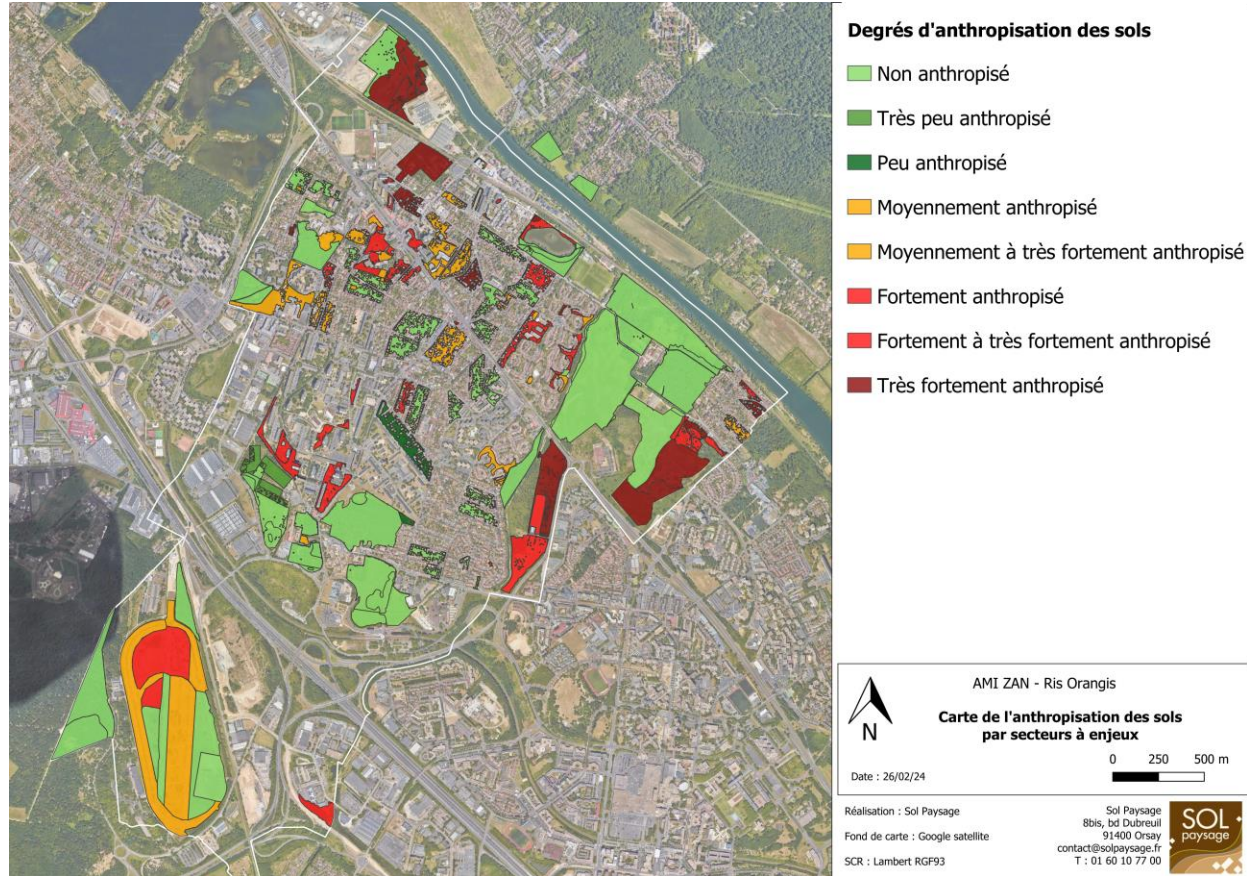 Degrés d'anthropisation des sols
Non anthropisé
Très peu anthropisé
Peu anthropisé
Moyennement anthropisé
Moyennement à très fortement anthropisé
Fortement anthropisé
Fortement à très fortement anthropisé
Très fortement anthropisé
N
AMI ZAN - Ris Orangis
Carte de l'anthropisation des sols
par secteurs à enjeux
0 250 500 m
Date : 26/02/24
Réalisation : Sol Paysage
Fond de carte : Google satellite
SCR : Lambert RGF93
Sol Paysage
8bis, bd Dubreuil
91400 Orsay
contact@solpaysage.fr
T : 01 60 10 77 00
SOL
paysage